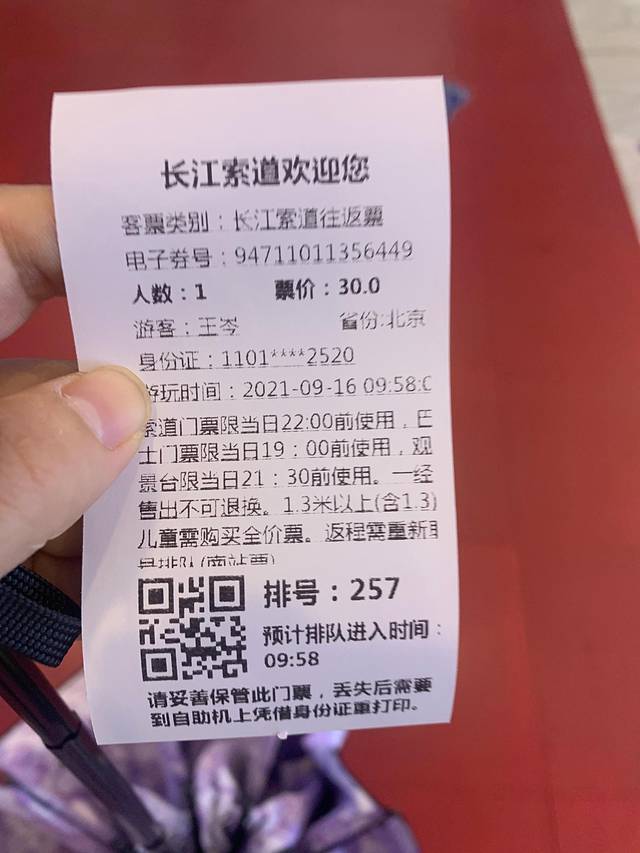 长江索道欢迎您
客票类别：长江索道往返票
电子券号：94711011356449
人数：1 票价：30.0
游客：王岑 省份:北京
身份证：1101****2520
游玩时间：2021-09-16 09:58:0
索道门票限当日22:00前使用，巴
士门票限当日19：00前使用，观
景台限当日21：30前使用。一经
售出不可退换。1.3米以上(含1.3)
儿童需购买全价票。返程需重新取
号排队(南站票)
排号：257
预计排队进入时间：
09:58
请妥善保管此门票，丢失后需要
到自助机上凭借身份证重打印。